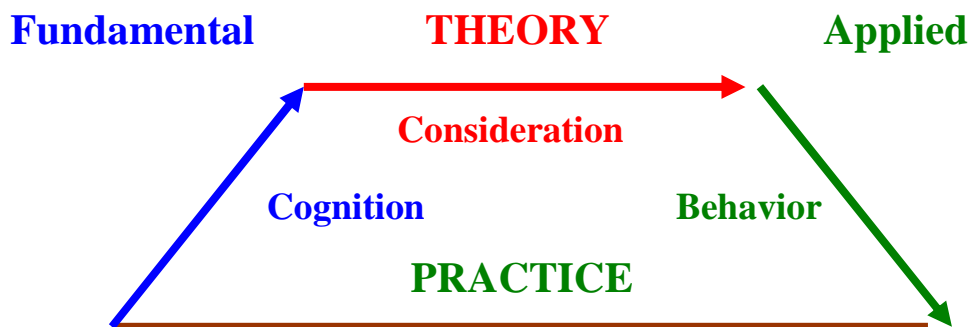 Fundamental THEORY Applied
Consideration
Cognition Behavior
PRACTICE